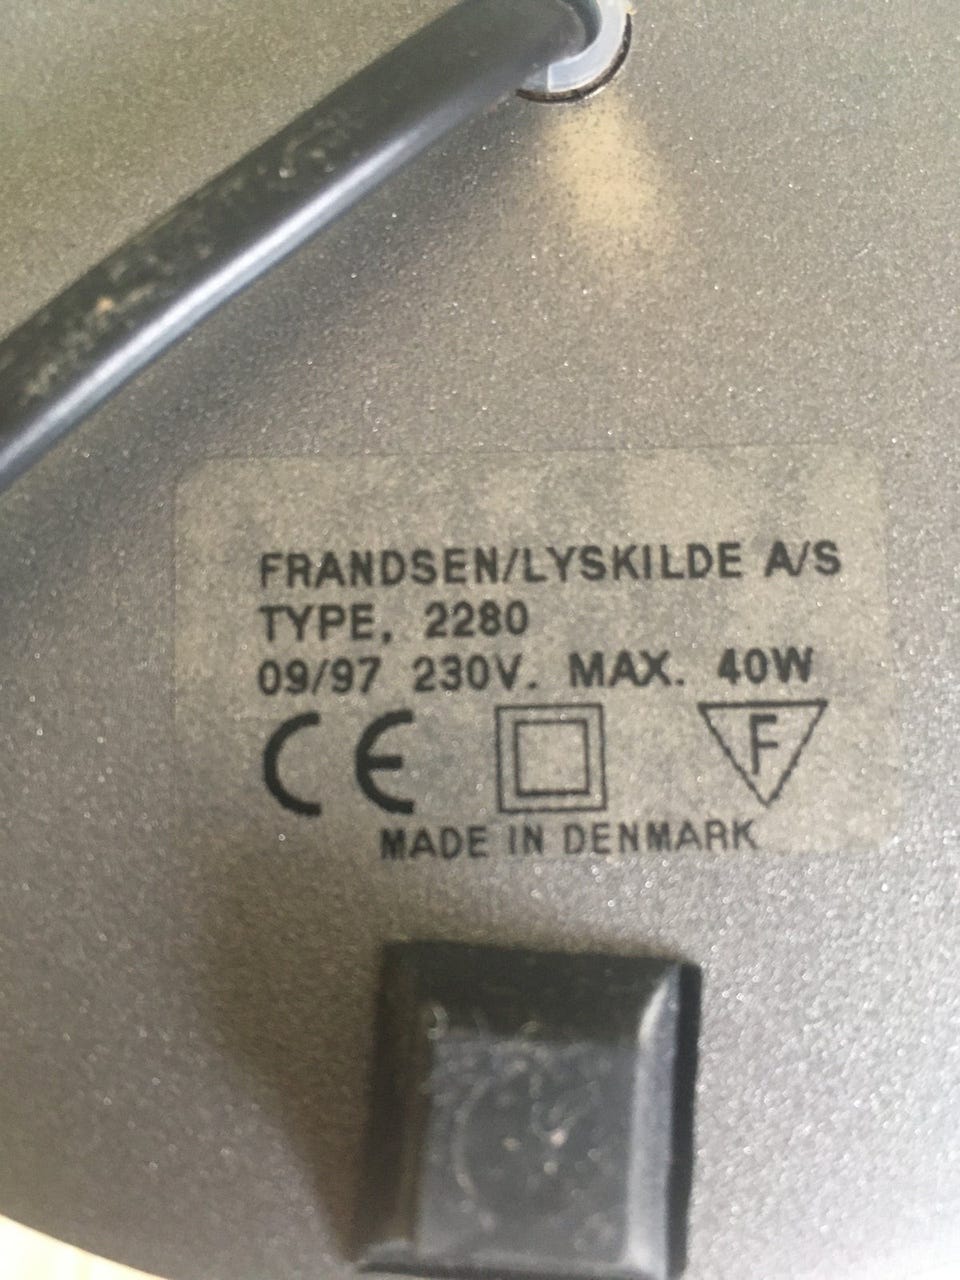 FRANDSEN/LYSKILDE A/S
TYPE, 2280
09/97 230V. MAX. 40W
CE F
MADE IN DENMARK